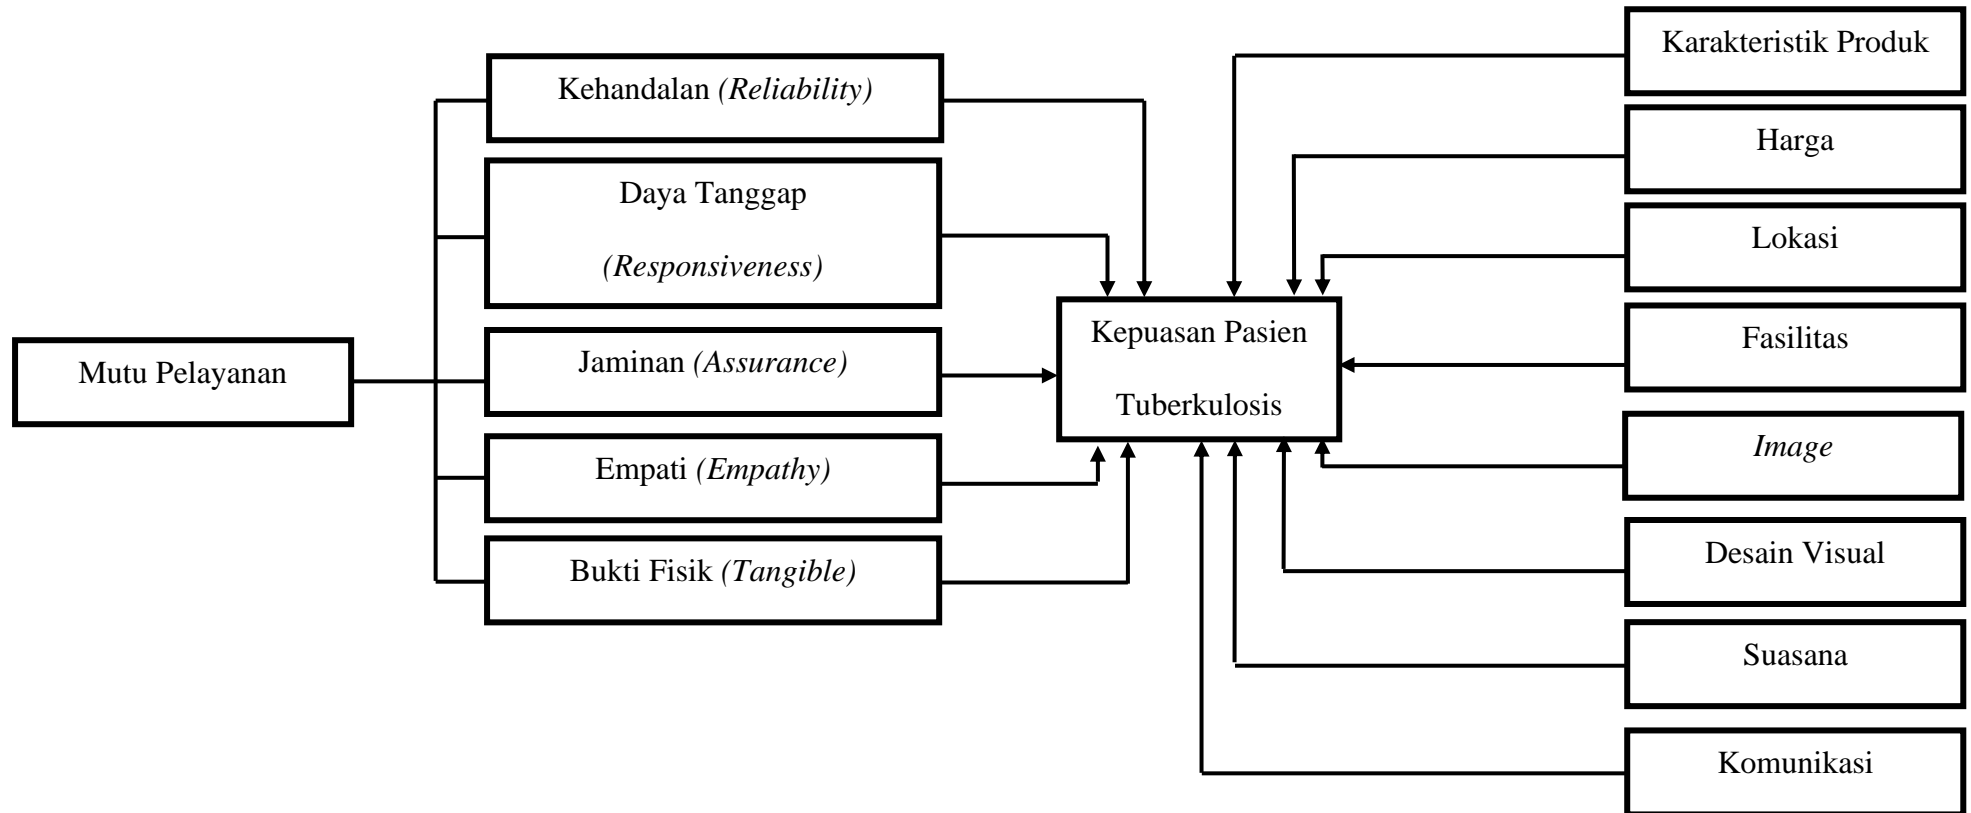 Mutu Pelayanan
Kehandalan (Reliability)
Daya Tanggap
(Responsiveness)
Jaminan (Assurance)
Empati (Empathy)
Bukti Fisik (Tangible)
Kepuasan Pasien
Tuberkulosis
Karakteristik Produk
Harga
Lokasi
Fasilitas
Image
Desain Visual
Suasana
Komunikasi